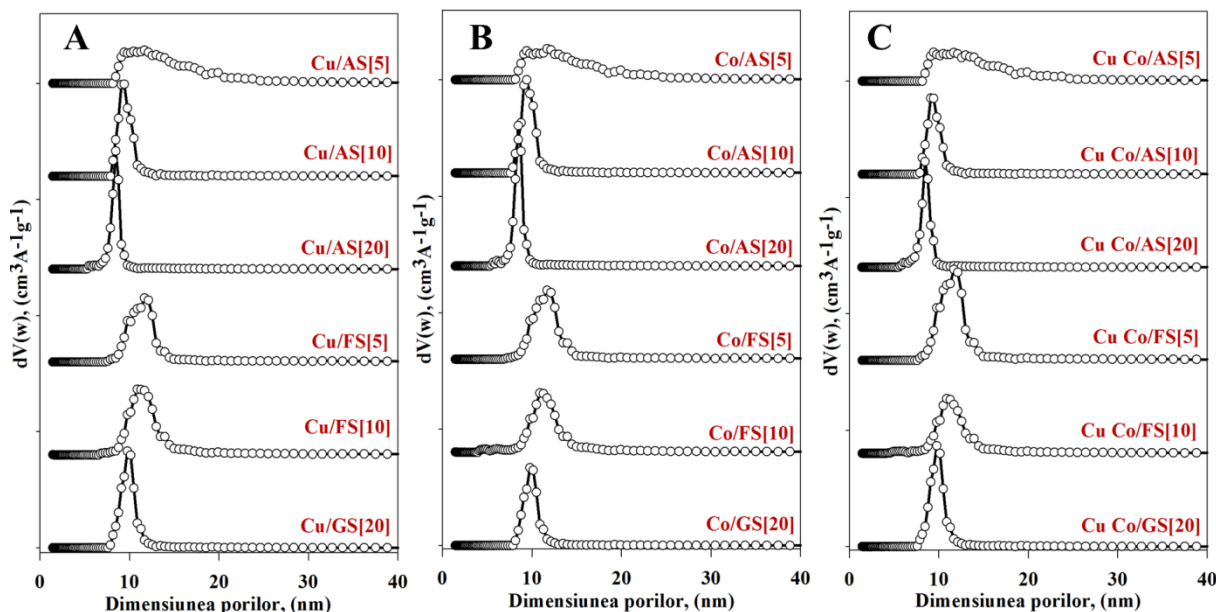 A
Cu/AS[5]
Cu/AS[10]
Cu/AS[20]
Cu/FS[5]
Cu/FS[10]
Cu/GS[20]
dV(w), (cm³A-1g-1)
0 10 20 30 40
Dimensiunea porilor, (nm)
B
Co/AS[5]
Co/AS[10]
Co/AS[20]
Co/FS[5]
Co/FS[10]
Co/GS[20]
dV(w), (cm³A-1g-1)
0 10 20 30 40
Dimensiunea porilor, (nm)
C
Cu Co/AS[5]
Cu Co/AS[10]
Cu Co/AS[20]
Cu Co/FS[5]
Cu Co/FS[10]
Cu Co/GS[20]
dV(w), (cm³A-1g-1)
0 10 20 30 40
Dimensiunea porilor, (nm)